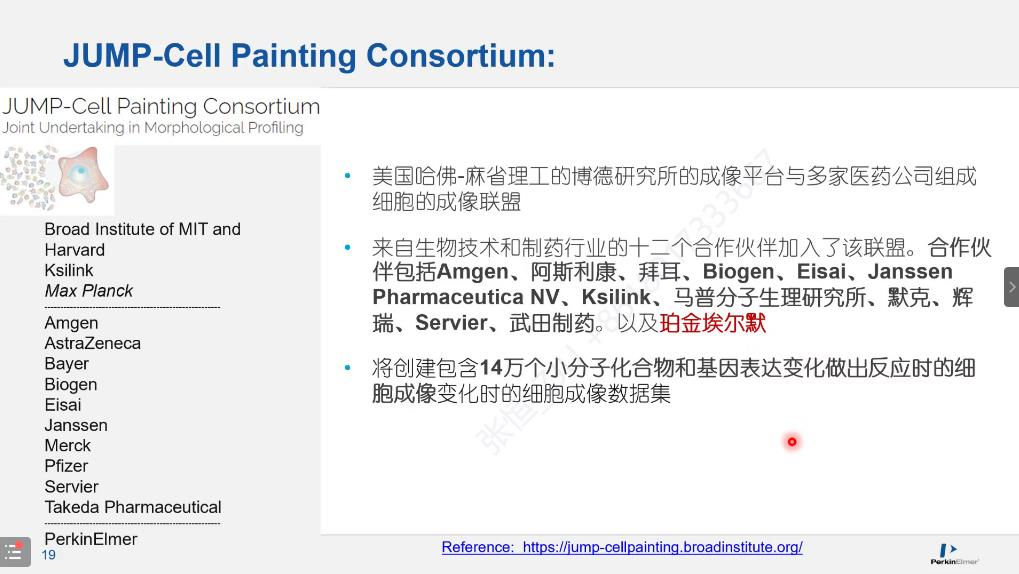 JUMP-Cell Painting Consortium:
JUMP-Cell Painting Consortium
Joint Undertaking in Morphological Profiling
Broad Institute of MIT and
Harvard
Ksilink
Max Planck
Amgen
AstraZeneca
Bayer
Biogen
Eisai
Janssen
Merck
Pfizer
Servier
Takeda Pharmaceutical
PerkinElmer
• 美国哈佛-麻省理工的博德研究所的成像平台与多家医药公司组成
细胞的成像联盟
• 来自生物技术和制药行业的十二个合作伙伴加入了该联盟。合作伙
伴包括Amgen、阿斯利康、拜耳、Biogen、Eisai、Janssen
Pharmaceutica NV、Ksilink、马普分子生理研究所、默克、辉
瑞、Servier、武田制药。以及珀金埃尔默
• 将创建包含14万个小分子化合物和基因表达变化做出反应时的细
胞成像变化时的细胞成像数据集
19
Reference: https://jump-cellpainting.broadinstitute.org/
PerkinElmer